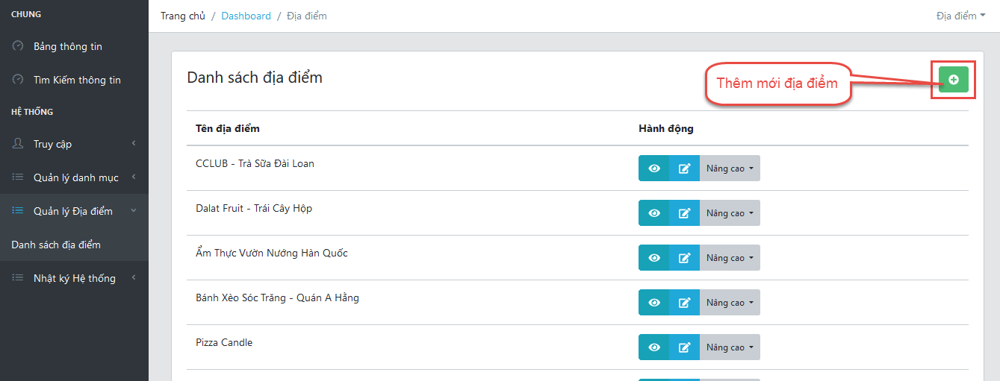 CHUNG
Bảng thông tin
Tìm Kiếm thông tin
HỆ THỐNG
Truy cập
Quản lý danh mục
Quản lý Địa điểm
Danh sách địa điểm
Nhật ký Hệ thống
Trang chủ / Dashboard / Địa điểm
Địa điểm
Danh sách địa điểm
Thêm mới địa điểm
Tên địa điểm Hành động
CCLUB - Trà Sữa Đài Loan Nâng cao
Dalat Fruit - Trái Cây Hộp Nâng cao
Ẩm Thực Vườn Nướng Hàn Quốc Nâng cao
Bánh Xèo Sóc Trăng - Quán A Hằng Nâng cao
Pizza Candle Nâng cao